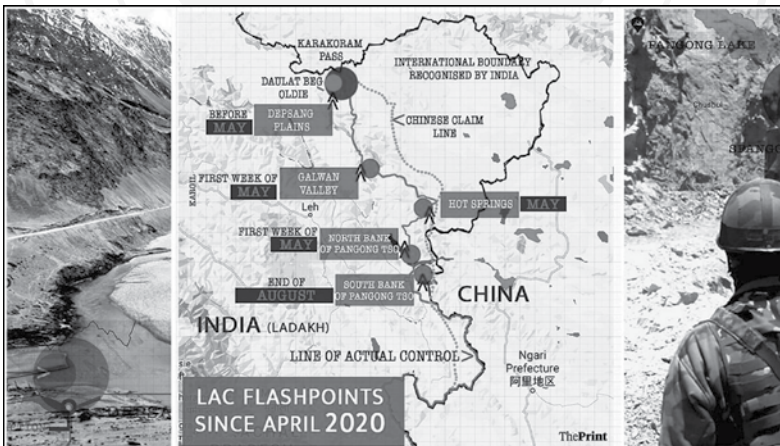 KARAKORAM
PASS
INTERNATIONAL BOUNDARY
RECOGNISED BY INDIA
DAULAT BEG
OLDIE
BEFORE
MAY
DEPSANG
PLAINS
CHINESE CLAIM
LINE
FIRST WEEK OF
MAY
GALWAN
VALLEY
KARGIL
Leh
HOT SPRINGS
MAY
FIRST WEEK OF
MAY
NORTH BANK
OF PANGONG TSO
END OF
AUGUST
SOUTH BANK
OF PANGONG TSO
CHINA
INDIA (LADAKH)
LINE OF ACTUAL CONTROL
Ngari
Prefecture
阿里地区
LAC FLASHPOINTS
SINCE APRIL 2020
ThePrint
PANGONG LAKE